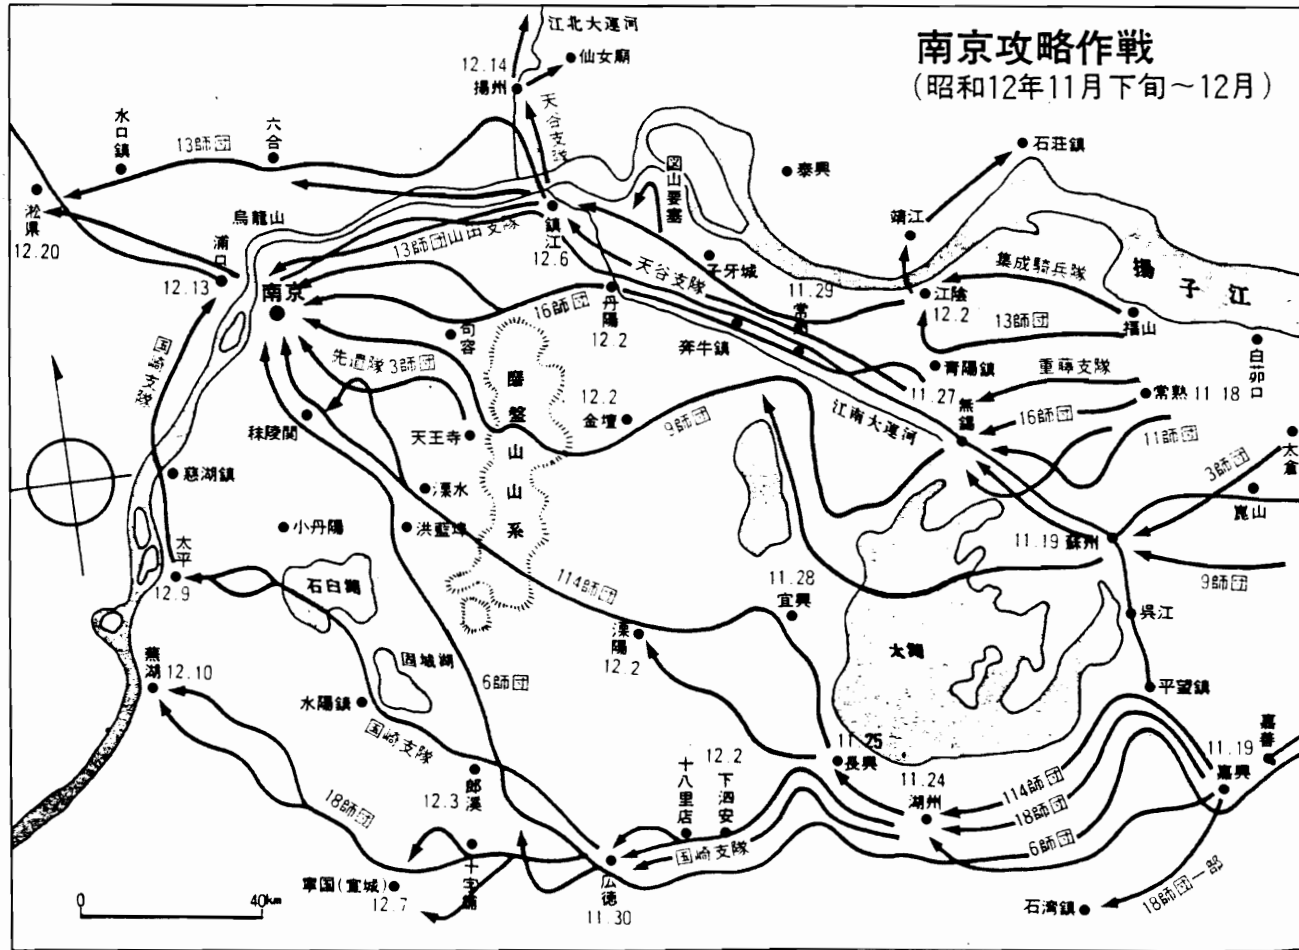 南京攻略作戦
(昭和12年11月下旬～12月)
江北大運河
仙女廟
12.14
揚州
天谷支隊
水口鎮
六合
13師団
烏龍山
浦口
12.13
南京
12.20
13師団山田支隊
鎮江
12.6
泰興
石荘鎮
靖江
揚子江
集成騎兵隊
江陰
12.2
13師団
福山
白茆口
天谷支隊
子牙城
11.29
奔牛鎮
丹陽
12.2
16師団
句容
国崎支隊
先遣隊3師団
磨盤山山系
12.2
金壇
9師団
江南大運河
青陽鎮
11.27
無錫
重藤支隊
常熟 11.18
16師団
11師団
3師団
太倉
崑山
秣陵関
天王寺
溧水
洪藍埠
慈湖鎮
小丹陽
太平
12.9
石臼湖
固城湖
114師団
6師団
溧陽
12.2
11.28
宜興
太湖
11.19 蘇州
9師団
呉江
平望鎮
蕪湖
12.10
水陽鎮
国崎支隊
18師団
12.3
郎渓
十字舗
寧国(宣城)
12.7
広徳
11.30
十八里店
12.2
下泗安
国崎支隊
11.25
長興
11.24
湖州
114師団
18師団
6師団
11.19
嘉興
嘉善
18師団一部
石湾鎮
0
40km